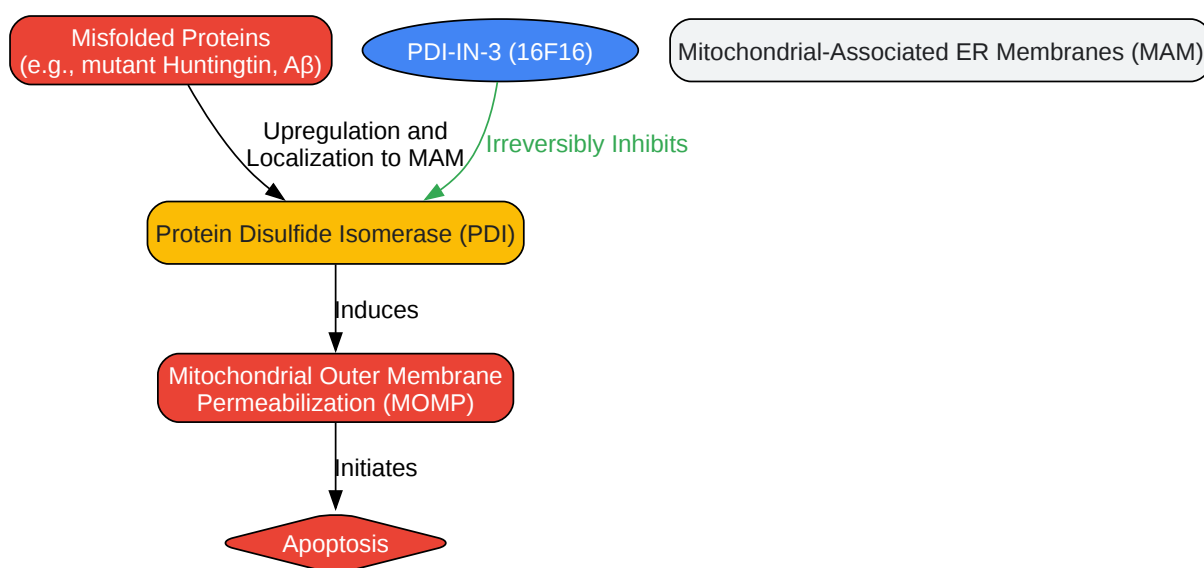 Misfolded Proteins
(e.g., mutant Huntingtin, Aβ)
PDI-IN-3 (16F16)
Mitochondrial-Associated ER Membranes (MAM)
Upregulation and
Localization to MAM
Irreversibly Inhibits
Protein Disulfide Isomerase (PDI)
Induces
Mitochondrial Outer Membrane
Permeabilization (MOMP)
Initiates
Apoptosis